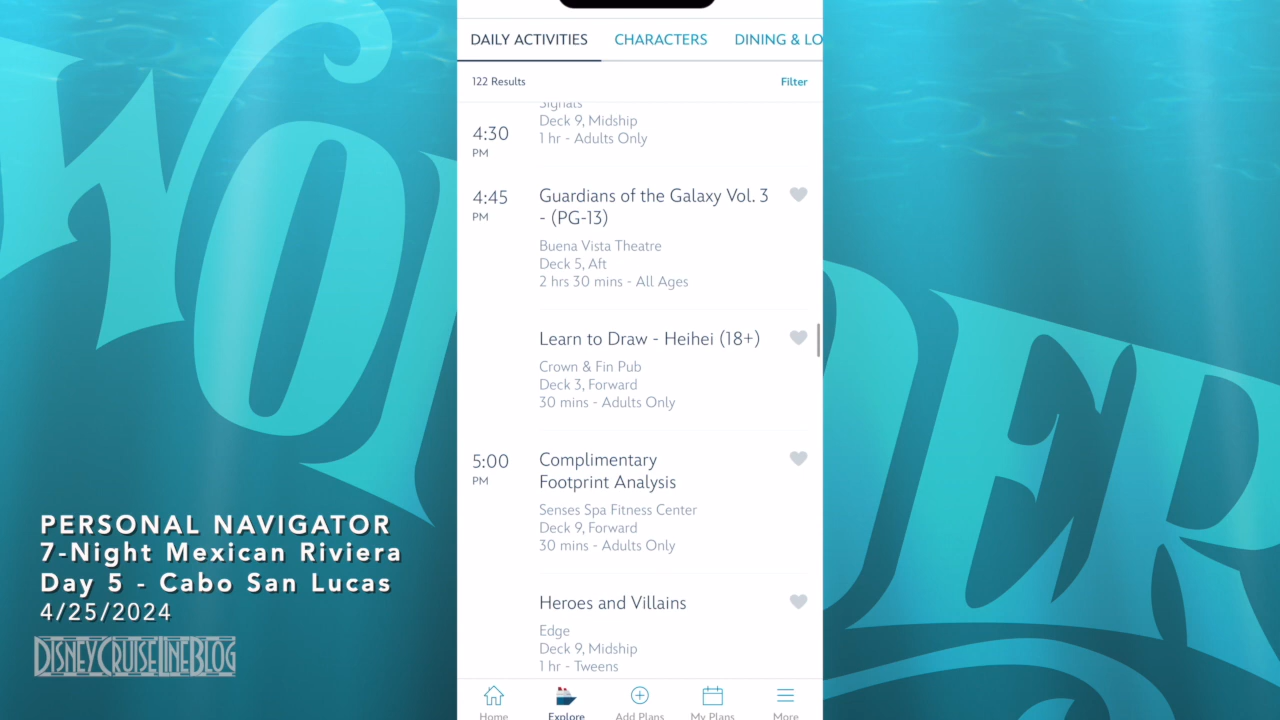 WONDER
DAILY ACTIVITIES
CHARACTERS
DINING & LO
122 Results
Filter
Signals
4:30
PM
Deck 9, Midship
1 hr - Adults Only
4:45
PM
Guardians of the Galaxy Vol. 3
- (PG-13)
Buena Vista Theatre
Deck 5, Aft
2 hrs 30 mins - All Ages
Learn to Draw - Heihei (18+)
Crown & Fin Pub
Deck 3, Forward
30 mins - Adults Only
5:00
PM
Complimentary
Footprint Analysis
Senses Spa Fitness Center
Deck 9, Forward
30 mins - Adults Only
Heroes and Villains
Edge
Deck 9, Midship
1 hr - Tweens
Home
Explore
Add Plans
My Plans
More
PERSONAL NAVIGATOR
7-Night Mexican Riviera
Day 5 - Cabo San Lucas
4/25/2024
DISNEYCRUISELINEBLOG